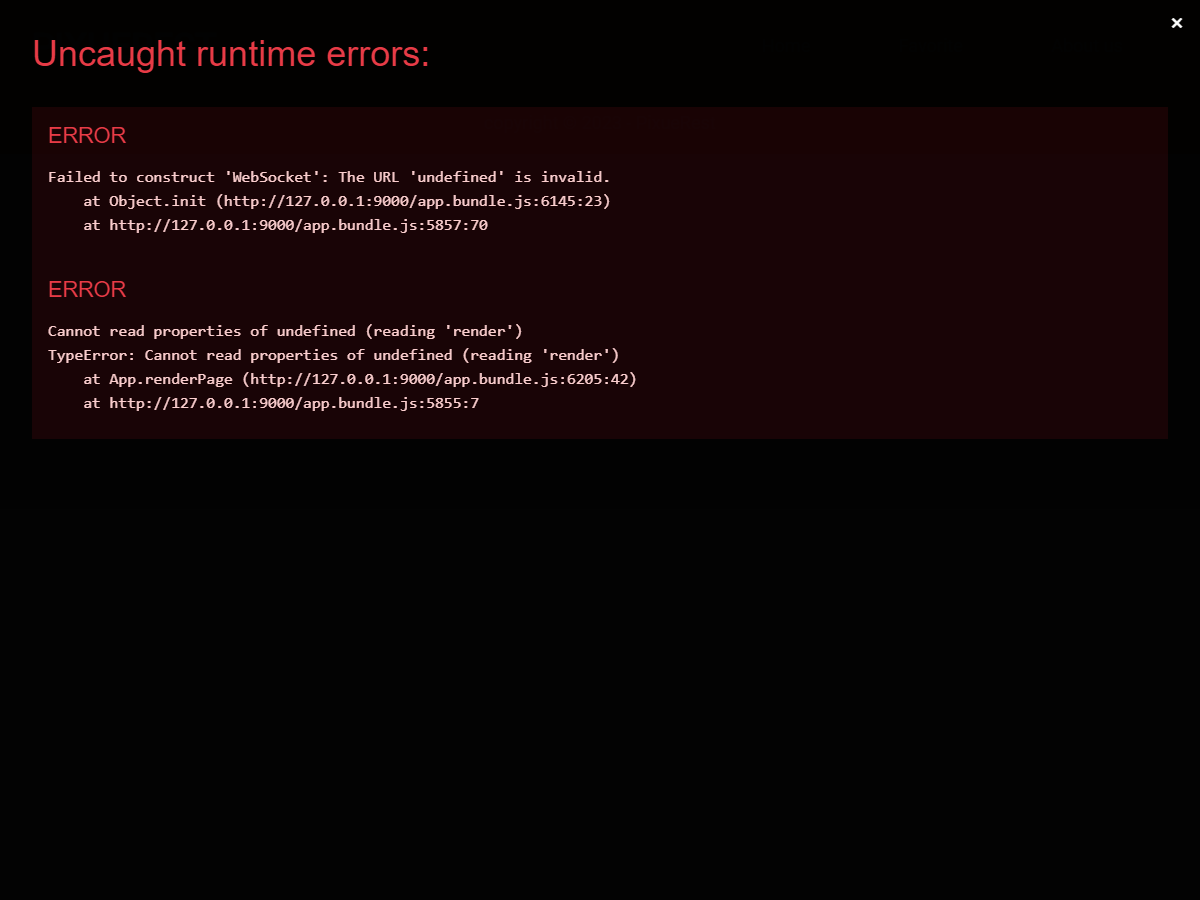 ×
Uncaught runtime errors:
ERROR
Failed to construct 'WebSocket': The URL 'undefined' is invalid.
    at Object.init (http://127.0.0.1:9000/app.bundle.js:6145:23)
    at http://127.0.0.1:9000/app.bundle.js:5857:70
ERROR
Cannot read properties of undefined (reading 'render')
TypeError: Cannot read properties of undefined (reading 'render')
    at App.renderPage (http://127.0.0.1:9000/app.bundle.js:6205:42)
    at http://127.0.0.1:9000/app.bundle.js:5855:7